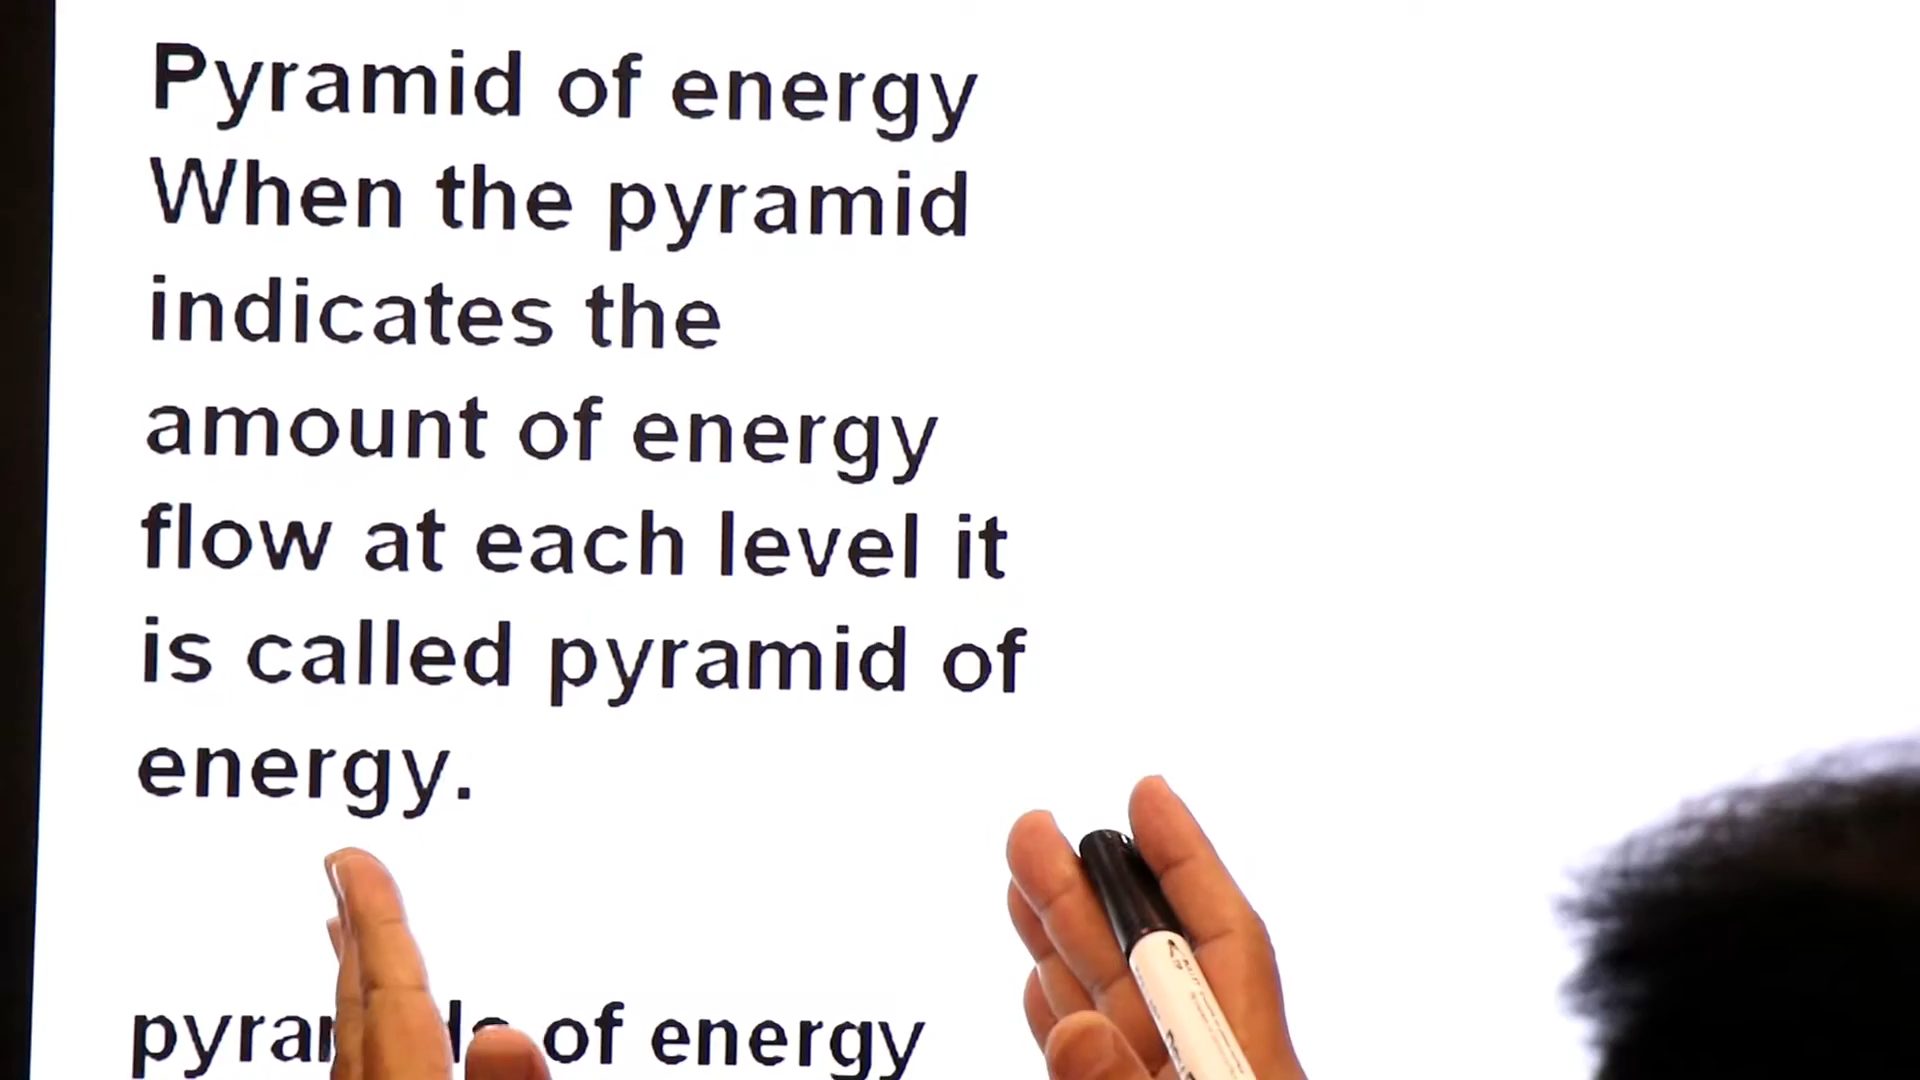 Pyramid of energy
When the pyramid
indicates the
amount of energy
flow at each level it
is called pyramid of
energy.
of energy